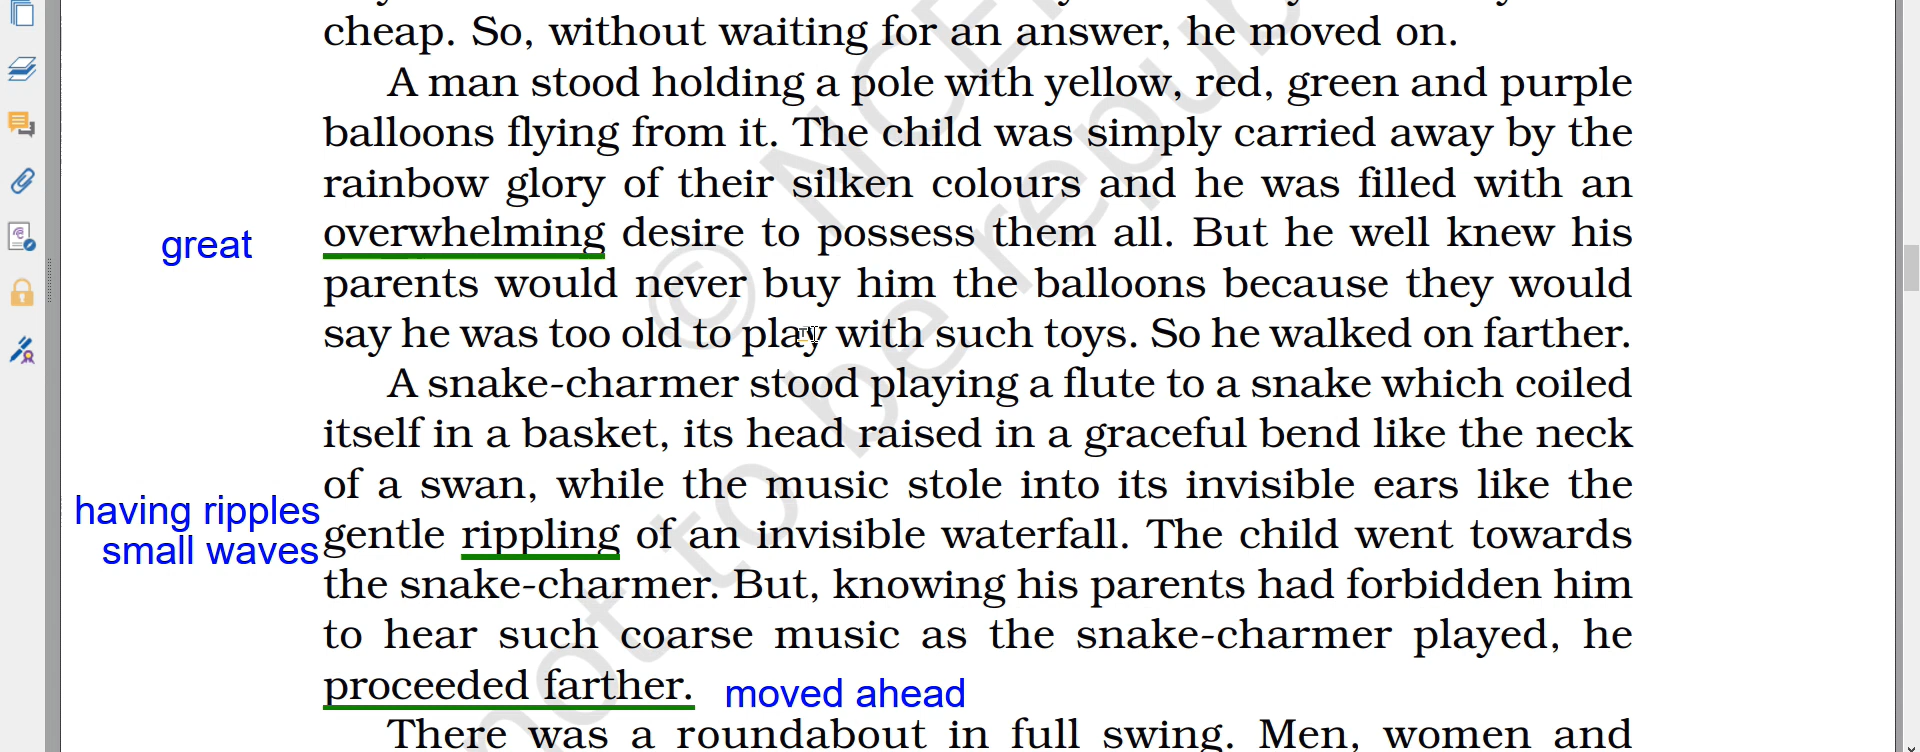 cheap. So, without waiting for an answer, he moved on.
A man stood holding a pole with yellow, red, green and purple
balloons flying from it. The child was simply carried away by the
rainbow glory of their silken colours and he was filled with an
great
overwhelming desire to possess them all. But he well knew his
parents would never buy him the balloons because they would
say he was too old to play with such toys. So he walked on farther.
A snake-charmer stood playing a flute to a snake which coiled
itself in a basket, its head raised in a graceful bend like the neck
of a swan, while the music stole into its invisible ears like the
having ripples
small waves
gentle rippling of an invisible waterfall. The child went towards
the snake-charmer. But, knowing his parents had forbidden him
to hear such coarse music as the snake-charmer played, he
proceeded farther. moved ahead
There was a roundabout in full swing. Men, women and
© NCE
not to be repub